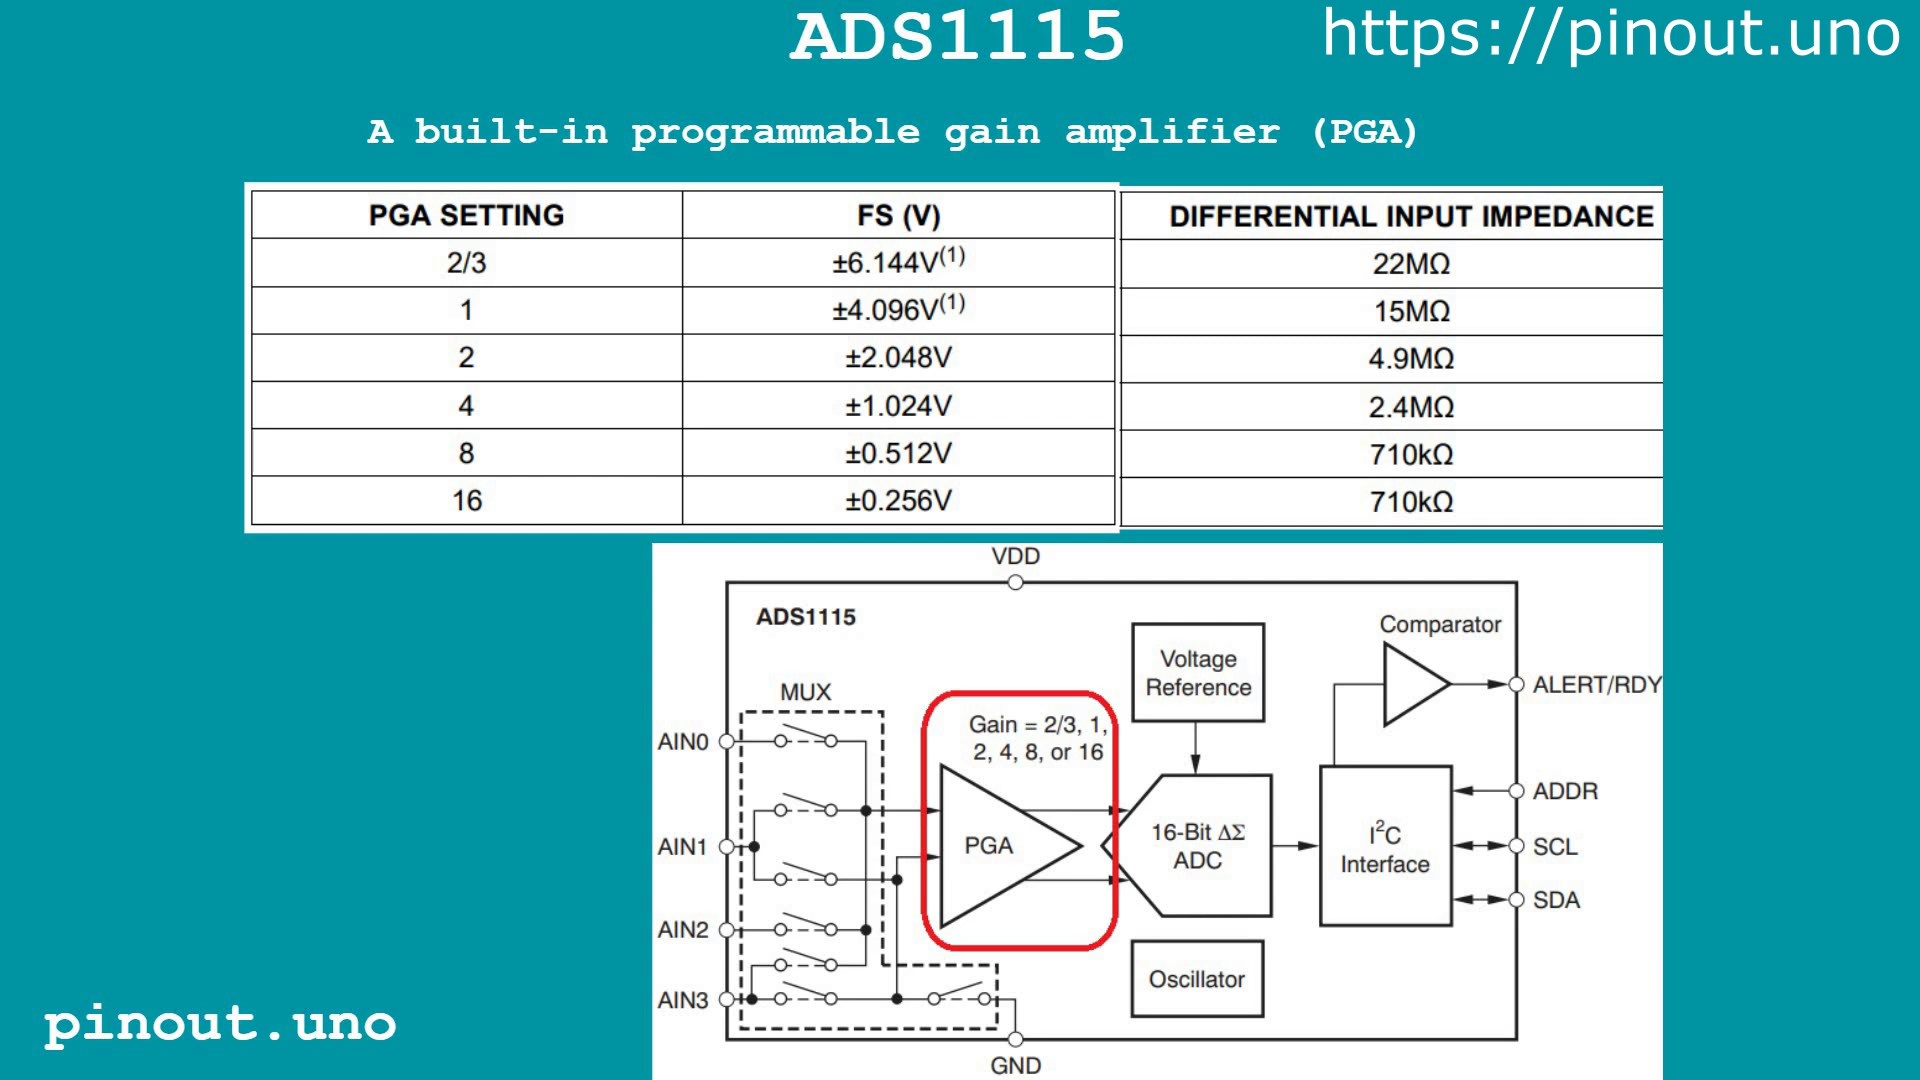 ADS1115
https://pinout.uno
A built-in programmable gain amplifier (PGA)
PGA SETTING FS (V) DIFFERENTIAL INPUT IMPEDANCE
2/3 ±6.144V(1) 22MΩ
1 ±4.096V(1) 15MΩ
2 ±2.048V 4.9MΩ
4 ±1.024V 2.4MΩ
8 ±0.512V 710kΩ
16 ±0.256V 710kΩ
VDD
ADS1115
Comparator
Voltage
Reference
ALERT/RDY
MUX
Gain = 2/3, 1,
2, 4, 8, or 16
AIN0
ADDR
AIN1
PGA
16-Bit ΔΣ
ADC
I²C
Interface
SCL
SDA
AIN2
Oscillator
AIN3
GND
pinout.uno